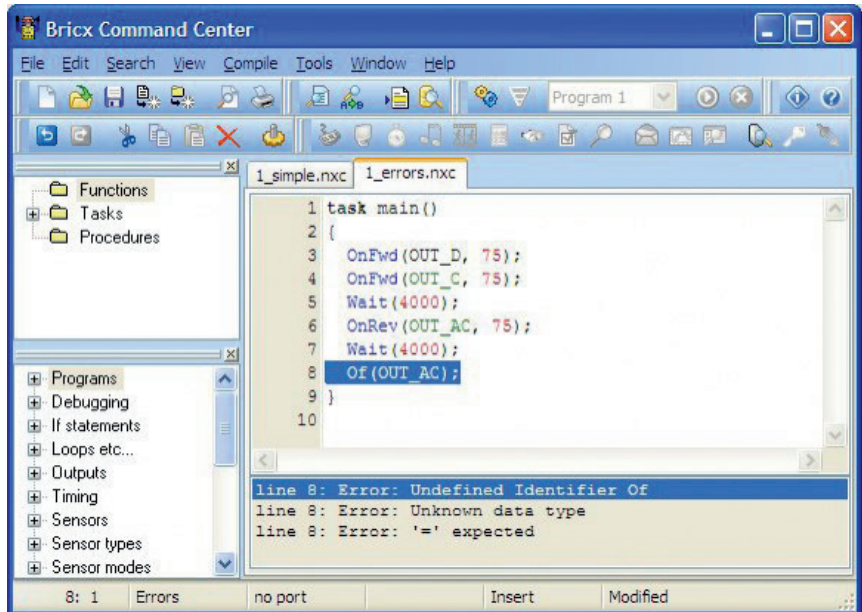 Bricx Command Center
File Edit Search View Compile Tools Window Help
Program 1
Functions
Tasks
Procedures
Programs
Debugging
If statements
Loops etc...
Outputs
Timing
Sensors
Sensor types
Sensor modes
1_simple.nxc 1_errors.nxc
1 task main()
2 {
3 OnFwd(OUT_D, 75);
4 OnFwd(OUT_C, 75);
5 Wait(4000);
6 OnRev(OUT_AC, 75);
7 Wait(4000);
8 Of(OUT_AC);
9 }
10
line 8: Error: Undefined Identifier Of
line 8: Error: Unknown data type
line 8: Error: '=' expected
8: 1 Errors no port Insert Modified